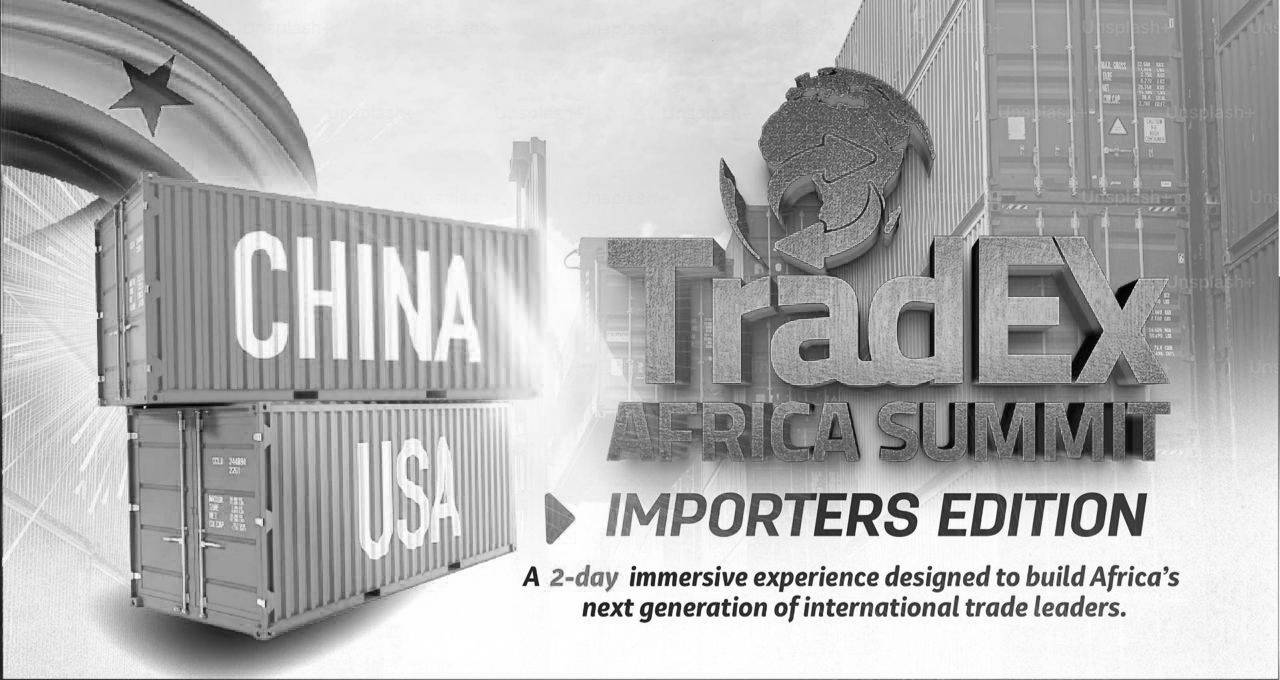 CHINA
USA
TradEx
AFRICA SUMMIT
IMPORTERS EDITION
A 2-day immersive experience designed to build Africa's
next generation of international trade leaders.
Unsplash+